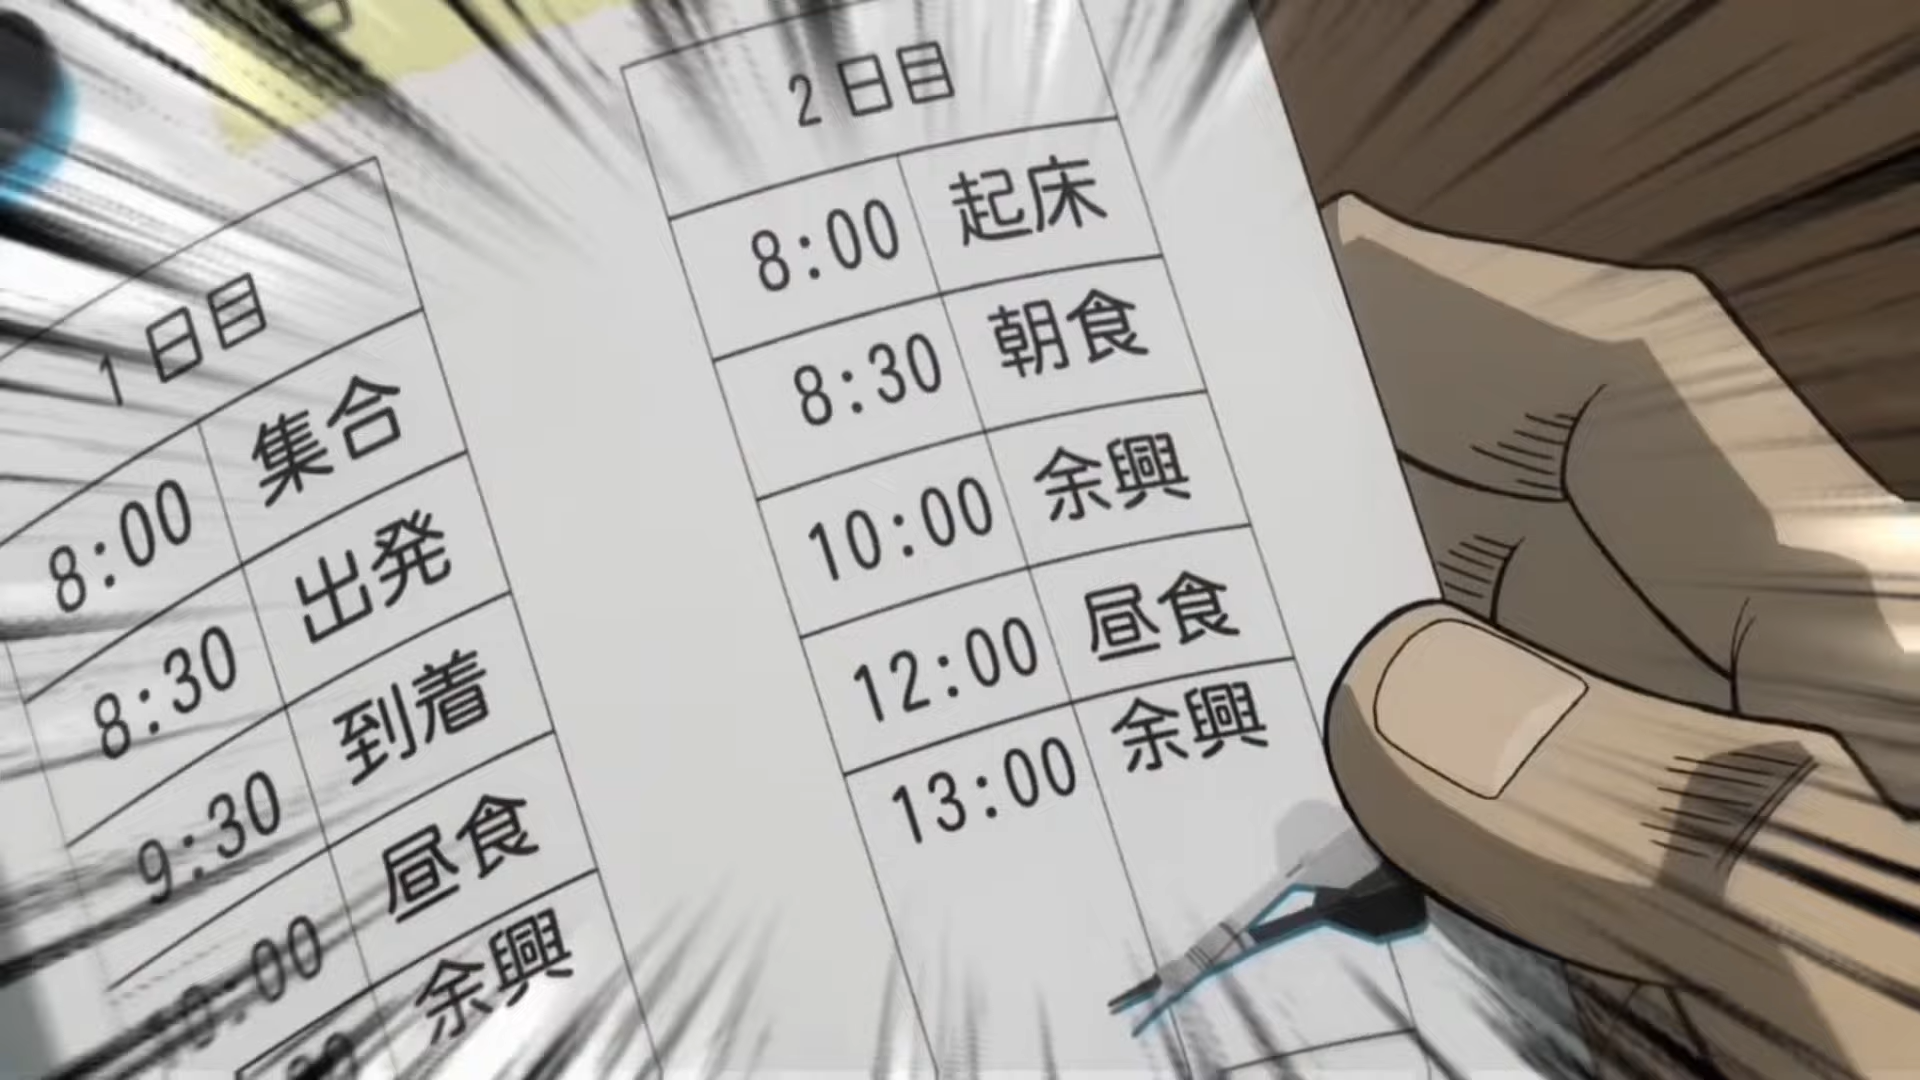 1日目
8:00 集合
8:30 出発
9:30 到着
昼食
余興
2日目
8:00 起床
8:30 朝食
10:00 余興
12:00 昼食
13:00 余興